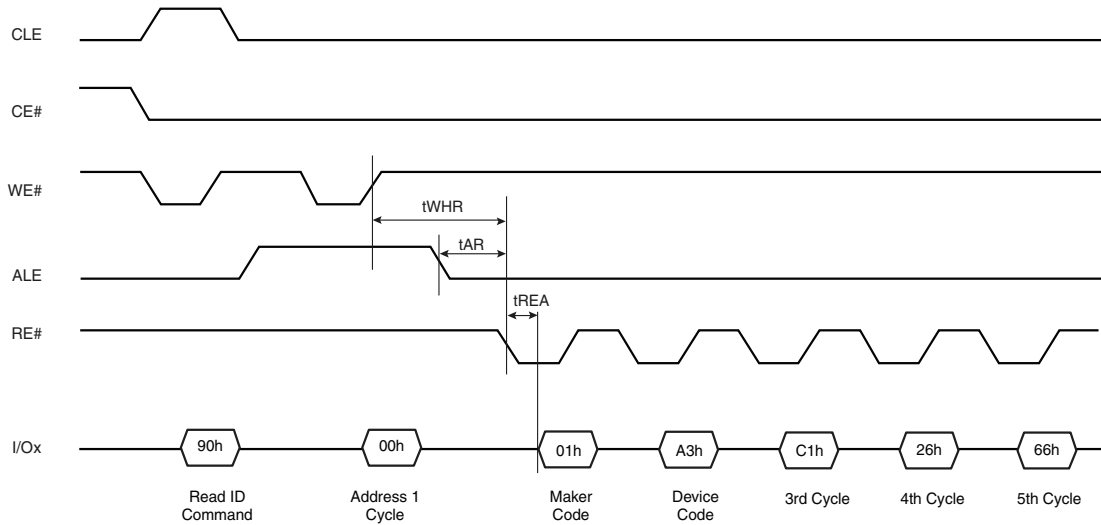 CLE
CE#
WE#
tWHR
tAR
ALE
tREA
RE#
I/Ox
90h
00h
01h
A3h
C1h
26h
66h
Read ID
Command
Address 1
Cycle
Maker
Code
Device
Code
3rd Cycle
4th Cycle
5th Cycle